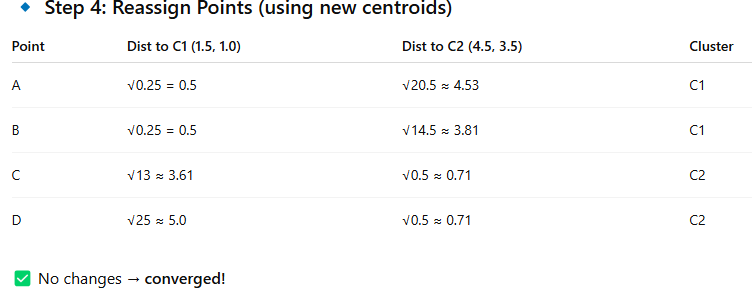 Step 4: Reassign Points (using new centroids)
Point Dist to C1 (1.5, 1.0) Dist to C2 (4.5, 3.5) Cluster
A √0.25 = 0.5 √20.5 ≈ 4.53 C1
B √0.25 = 0.5 √14.5 ≈ 3.81 C1
C √13 ≈ 3.61 √0.5 ≈ 0.71 C2
D √25 ≈ 5.0 √0.5 ≈ 0.71 C2
✅ No changes → converged!